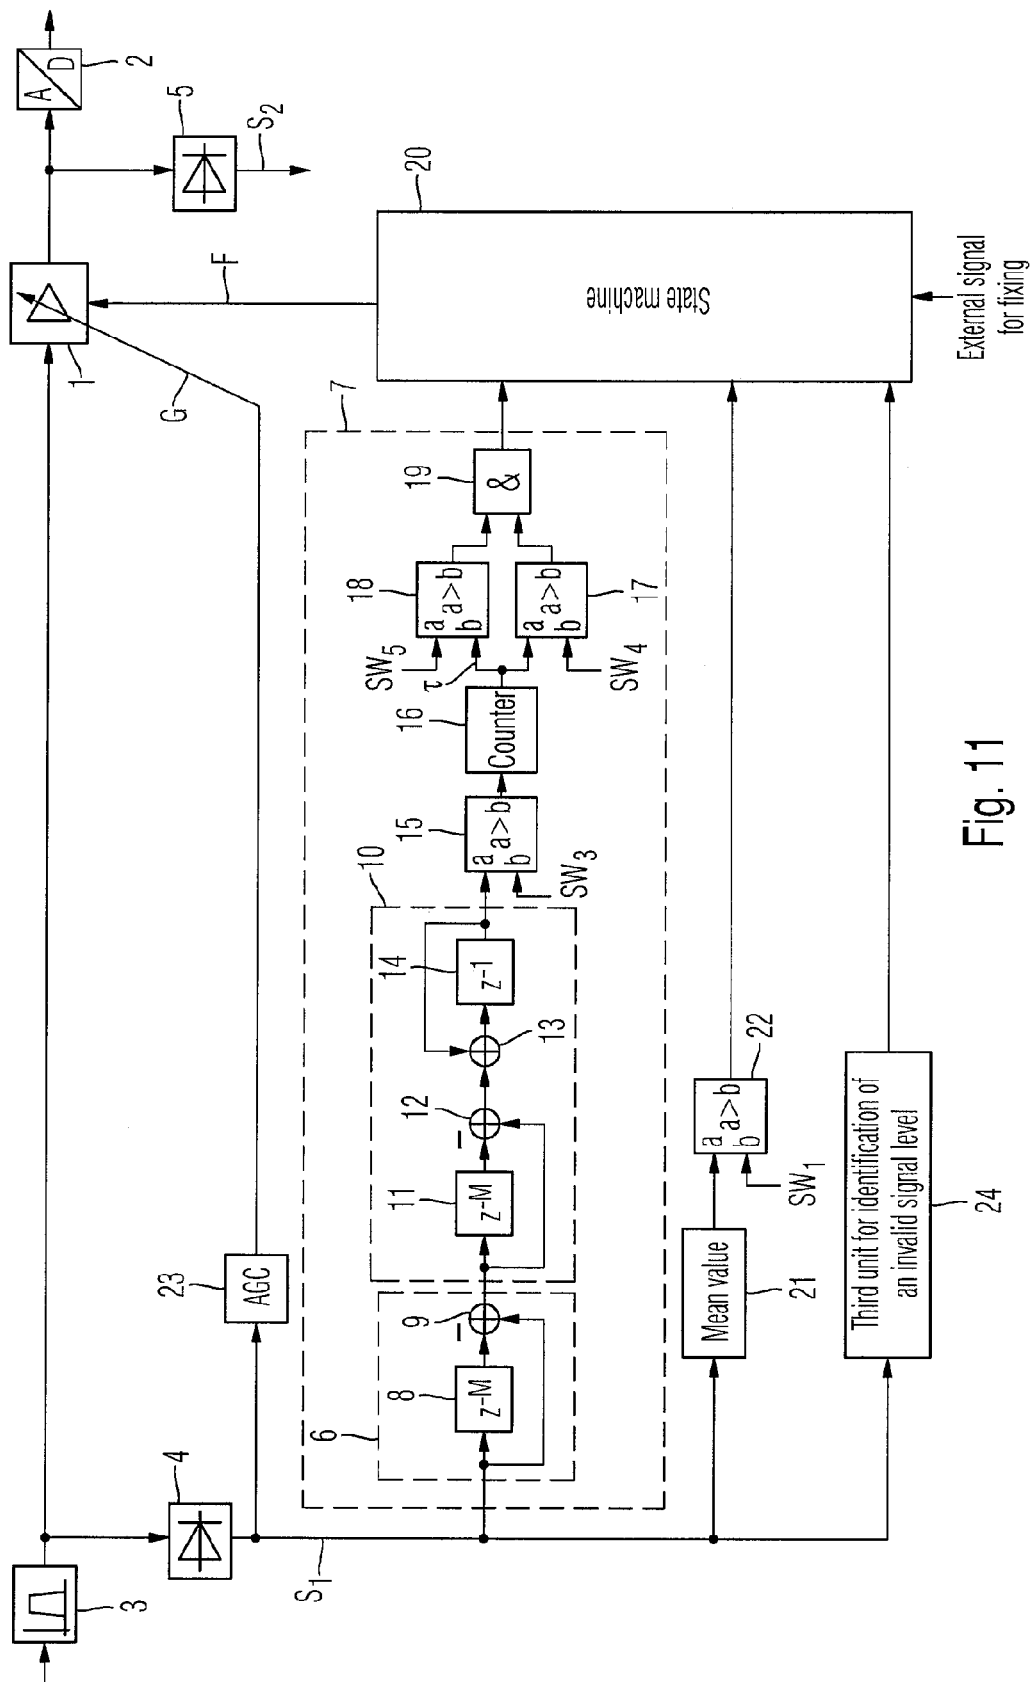 3
4
S1
23
AGC
G
1
A
D
2
5
S2
F
20
State machine
External signal
for fixing
7
6
8
z-M
9
–
10
11
z-M
12
–
13
14
z-1
15
a
a>b
b
SW3
16
Counter
τ
SW5
18
a
a>b
b
17
a
a>b
b
SW4
19
&
21
Mean value
22
a
a>b
b
SW1
24
Third unit for identification of
an invalid signal level
Fig. 11